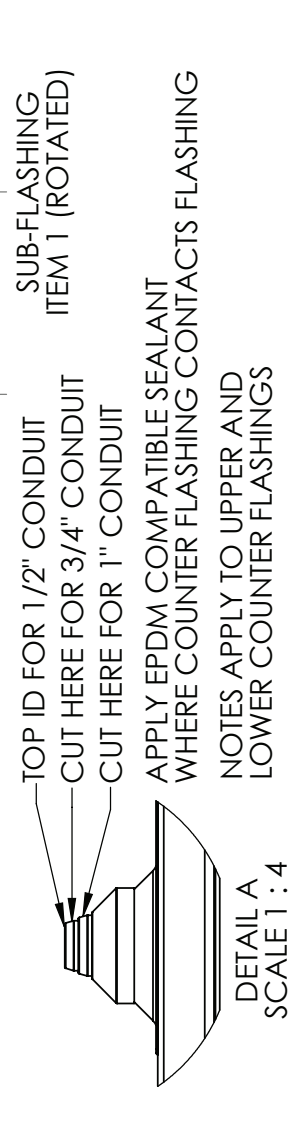 SUB-FLASHING
ITEM 1 (ROTATED)
TOP ID FOR 1/2" CONDUIT
CUT HERE FOR 3/4" CONDUIT
CUT HERE FOR 1" CONDUIT
APPLY EPDM COMPATIBLE SEALANT
WHERE COUNTER FLASHING CONTACTS FLASHING
NOTES APPLY TO UPPER AND
LOWER COUNTER FLASHINGS
DETAIL A
SCALE 1 : 4